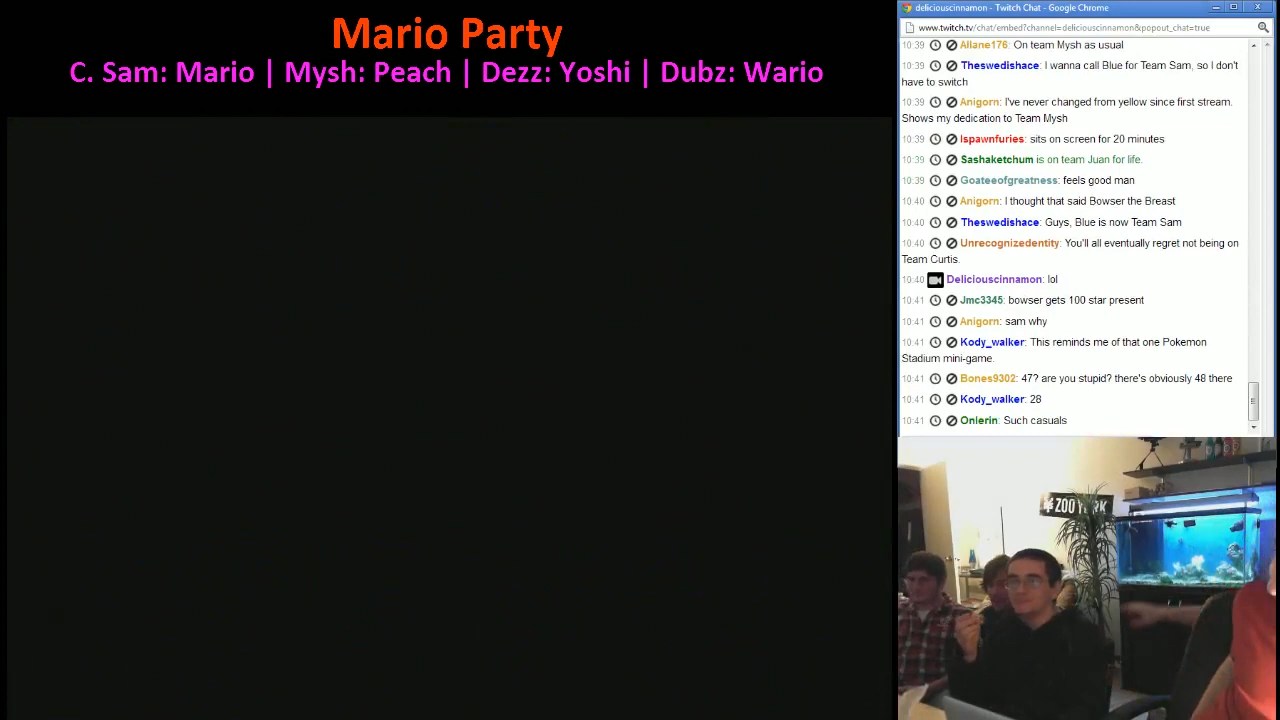 Mario Party
C. Sam: Mario | Mysh: Peach | Dezz: Yoshi | Dubz: Wario
deliciouscinnamon - Twitch Chat - Google Chrome
www.twitch.tv/chat/embed?channel=deliciouscinnamon&popout_chat=true
10:39 Allane176: On team Mysh as usual
10:39 Theswedishace: I wanna call Blue for Team Sam, so I don't
have to switch
10:39 Anigorn: I've never changed from yellow since first stream.
Shows my dedication to Team Mysh
10:39 Ispawnfuries: sits on screen for 20 minutes
10:39 Sashaketchum is on team Juan for life.
10:39 Goateeofgreatness: feels good man
10:40 Anigorn: I thought that said Bowser the Breast
10:40 Theswedishace: Guys, Blue is now Team Sam
10:40 Unrecognizedentity: You'll all eventually regret not being on
Team Curtis.
10:40 Deliciouscinnamon: lol
10:41 Jmc3345: bowser gets 100 star present
10:41 Anigorn: sam why
10:41 Kody_walker: This reminds me of that one Pokemon
Stadium mini-game.
10:41 Bones9302: 47? are you stupid? there's obviously 48 there
10:41 Kody_walker: 28
10:41 Onlerin: Such casuals
ZOO YORK